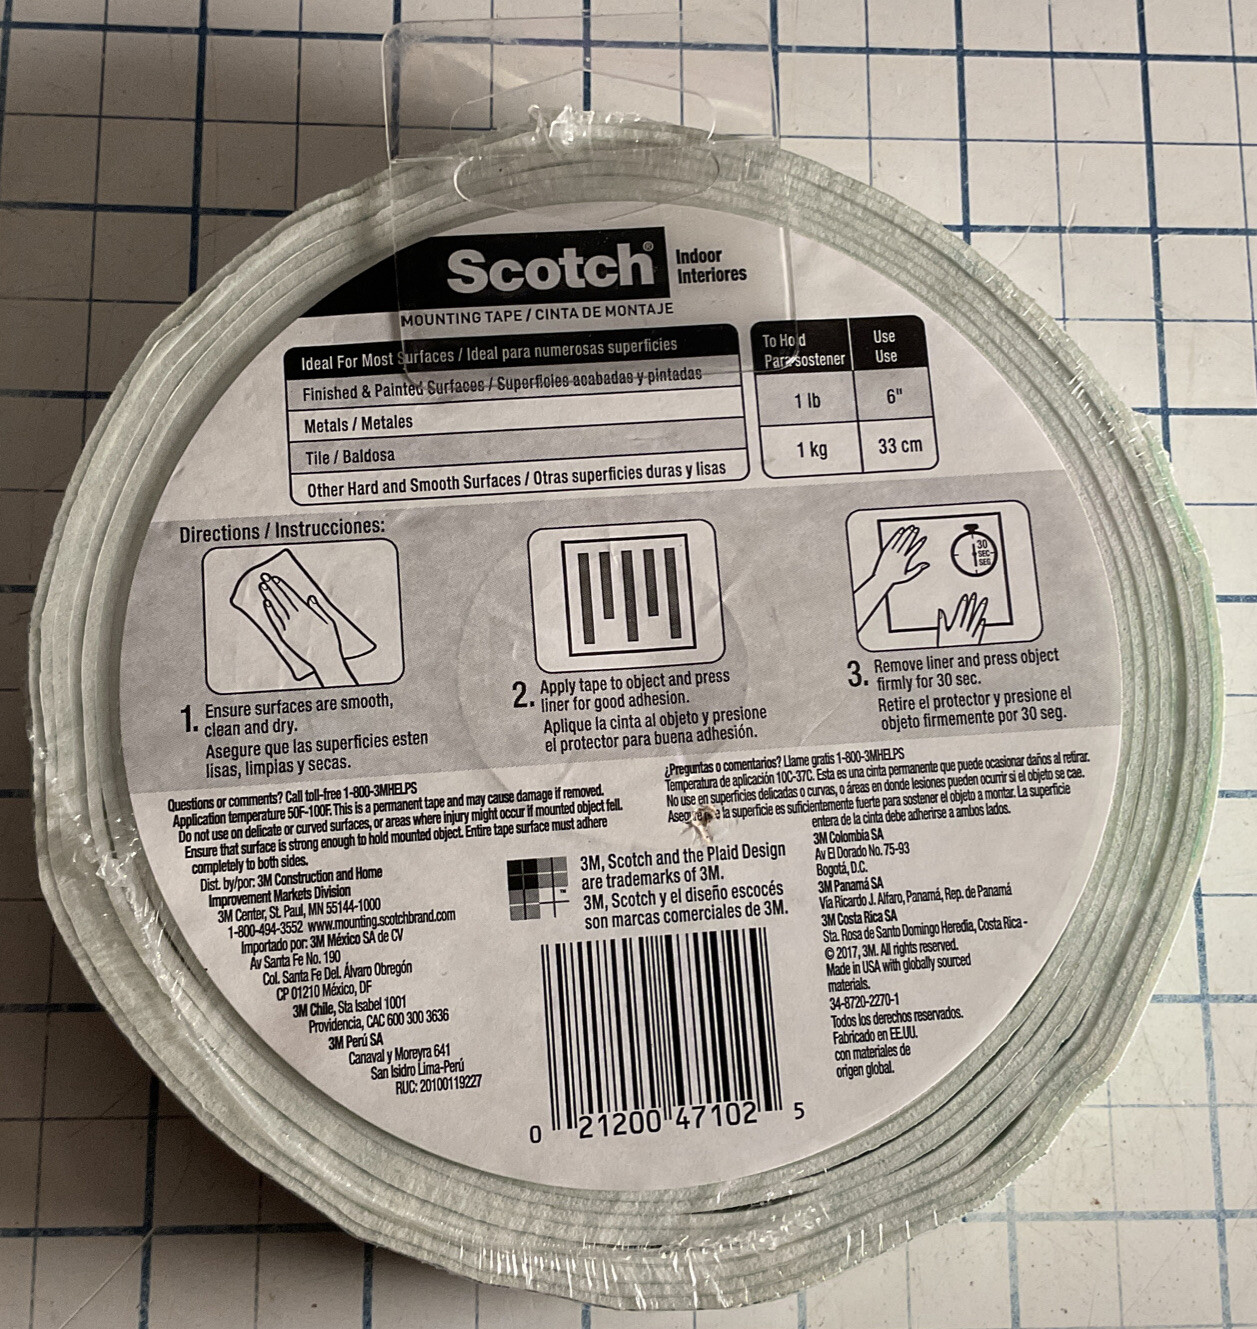 Scotch®
Indoor
Interiores
MOUNTING TAPE / CINTA DE MONTAJE
Ideal For Most Surfaces / Ideal para numerosas superficies
Finished & Painted Surfaces / Superficies acabadas y pintadas
Metals / Metales
Tile / Baldosa
Other Hard and Smooth Surfaces / Otras superficies duras y lisas
To Hold Use
Para sostener Use
1 lb 6"
1 kg 33 cm
Directions / Instrucciones:
30
SEC-
SEG
1. Ensure surfaces are smooth,
clean and dry.
Asegure que las superficies esten
lisas, limpias y secas.
2. Apply tape to object and press
liner for good adhesion.
Aplique la cinta al objeto y presione
el protector para buena adhesión.
3. Remove liner and press object
firmly for 30 sec.
Retire el protector y presione el
objeto firmemente por 30 seg.
Questions or comments? Call toll-free 1-800-3MHELPS
Application temperature 50F-100F. This is a permanent tape and may cause damage if removed.
Do not use on delicate or curved surfaces, or areas where injury might occur if mounted object fell.
Ensure that surface is strong enough to hold mounted object. Entire tape surface must adhere
completely to both sides.
Dist. by/por: 3M Construction and Home
Improvement Markets Division
3M Center, St. Paul, MN 55144-1000
1-800-494-3552 www.mounting.scotchbrand.com
Importado por: 3M México SA de CV
Av Santa Fe No. 190
Col. Santa Fe Del. Álvaro Obregón
CP 01210 México, DF
3M Chile, Sta Isabel 1001
Providencia, CAC 600 300 3636
3M Perú SA
Canaval y Moreyra 641
San Isidro Lima-Perú
RUC: 20100119227
¿Preguntas o comentarios? Llame gratis 1-800-3MHELPS
Temperatura de aplicación 10C-37C. Esta es una cinta permanente que puede ocasionar daños al retirar.
No use en superficies delicadas o curvas, o áreas en donde lesiones pueden ocurrir si el objeto se cae.
la superficie es suficientemente fuerte para sostener el objeto a montar. La superficie
entera de la cinta debe adherirse a ambos lados.
3M Colombia SA
Av El Dorado No. 75-93
Bogotá, D.C.
3M Panamá SA
Vía Ricardo J. Alfaro, Panamá, Rep. de Panamá
3M Costa Rica SA
Sta. Rosa de Santo Domingo Heredia, Costa Rica -
© 2017, 3M. All rights reserved.
Made in USA with globally sourced
materials.
34-8720-2270-1
Todos los derechos reservados.
Fabricado en EE.UU.
con materiales de
origen global.
3M, Scotch and the Plaid Design
are trademarks of 3M.
3M, Scotch y el diseño escocés
son marcas comerciales de 3M.
™
0 21200 47102 5